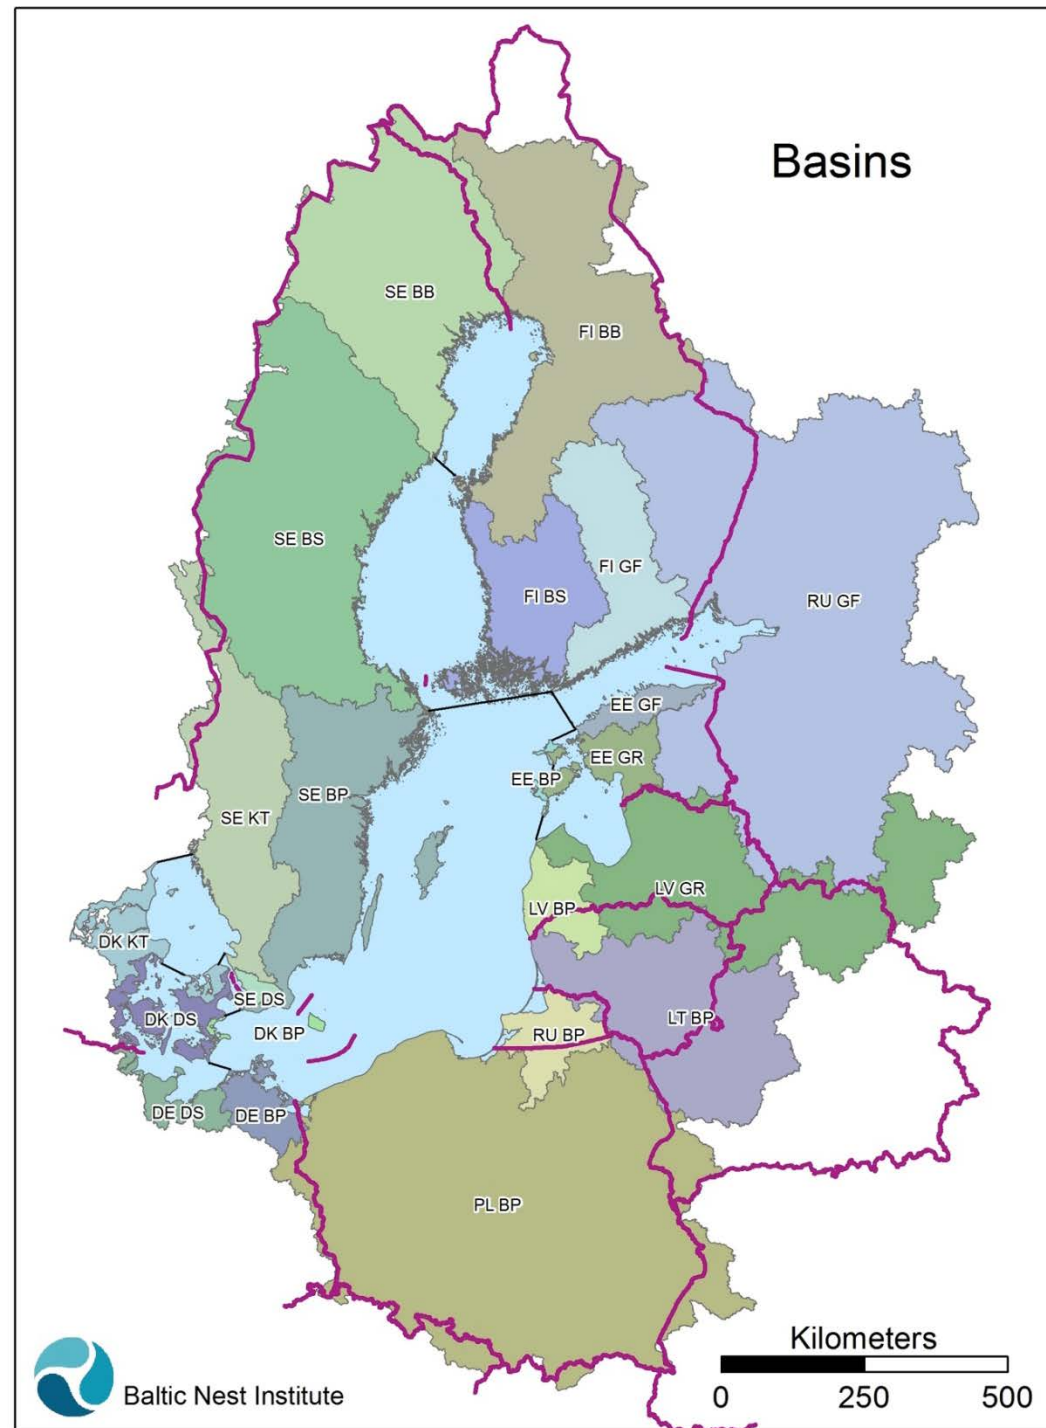 Basins
SE BB
FI BB
SE BS
FI GF
FI BS
RU GF
EE GF
EE GR
EE BP
SE BP
SE KT
LV GR
LV BP
DK KT
SE DS
DK DS
DK BP
LT BP
RU BP
DE DS
DE BP
PL BP
Kilometers
0 250 500
Baltic Nest Institute